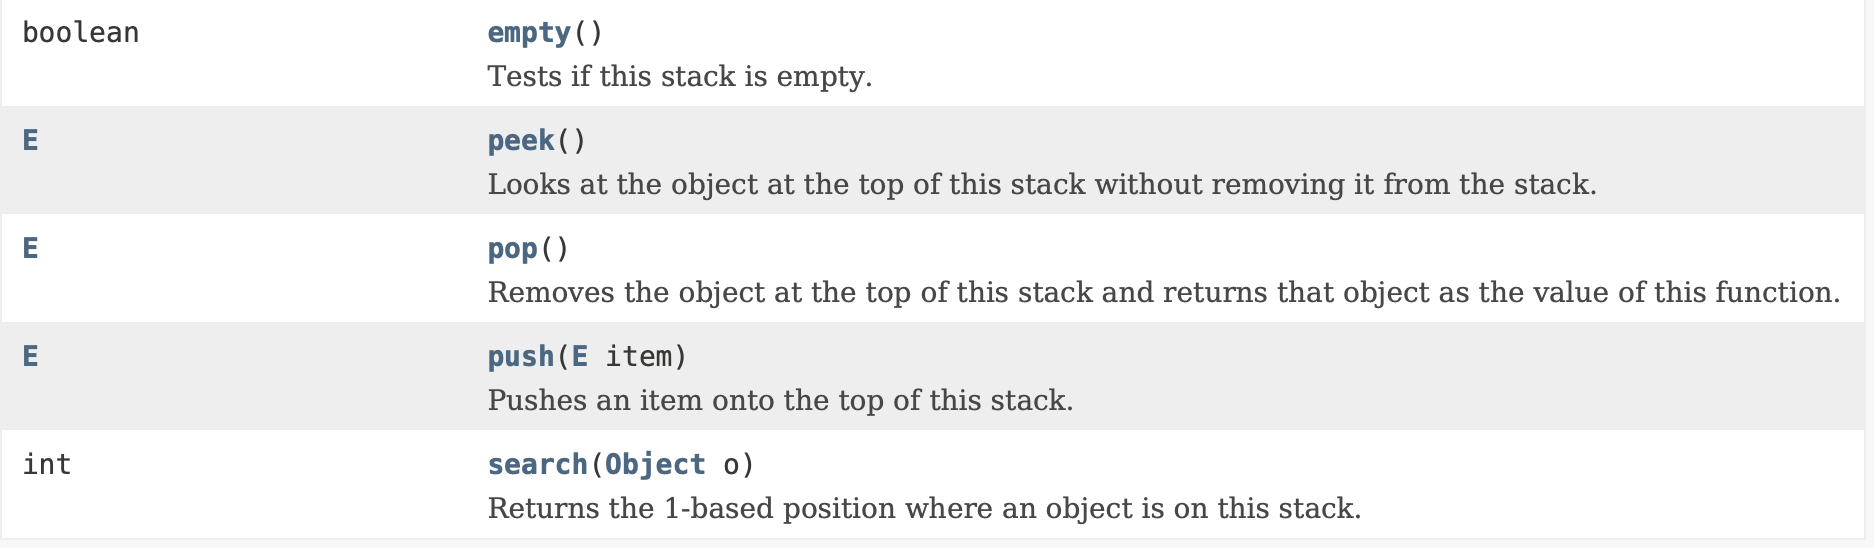 boolean empty()
Tests if this stack is empty.
E peek()
Looks at the object at the top of this stack without removing it from the stack.
E pop()
Removes the object at the top of this stack and returns that object as the value of this function.
E push(E item)
Pushes an item onto the top of this stack.
int search(Object o)
Returns the 1-based position where an object is on this stack.